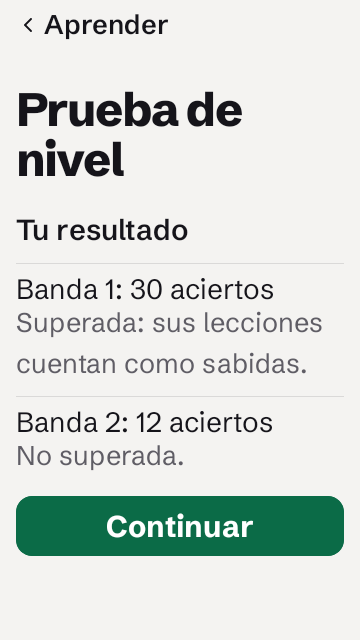 Aprender
Prueba de
nivel
Tu resultado
Banda 1: 30 aciertos
Superada: sus lecciones
cuentan como sabidas.
Banda 2: 12 aciertos
No superada.
Continuar